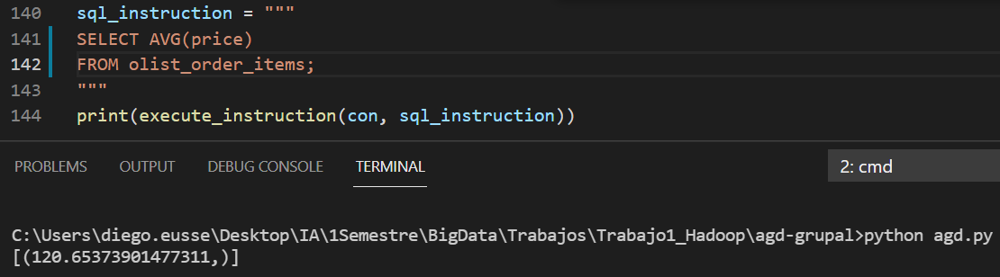 140 sql_instruction = """
141 SELECT AVG(price)
142 FROM olist_order_items;
143 """
144 print(execute_instruction(con, sql_instruction))
PROBLEMS OUTPUT DEBUG CONSOLE TERMINAL 2: cmd
C:\Users\diego.eusse\Desktop\IA\1Semestre\BigData\Trabajos\Trabajo1_Hadoop\agd-grupal>python agd.py
[(120.65373901477311,)]